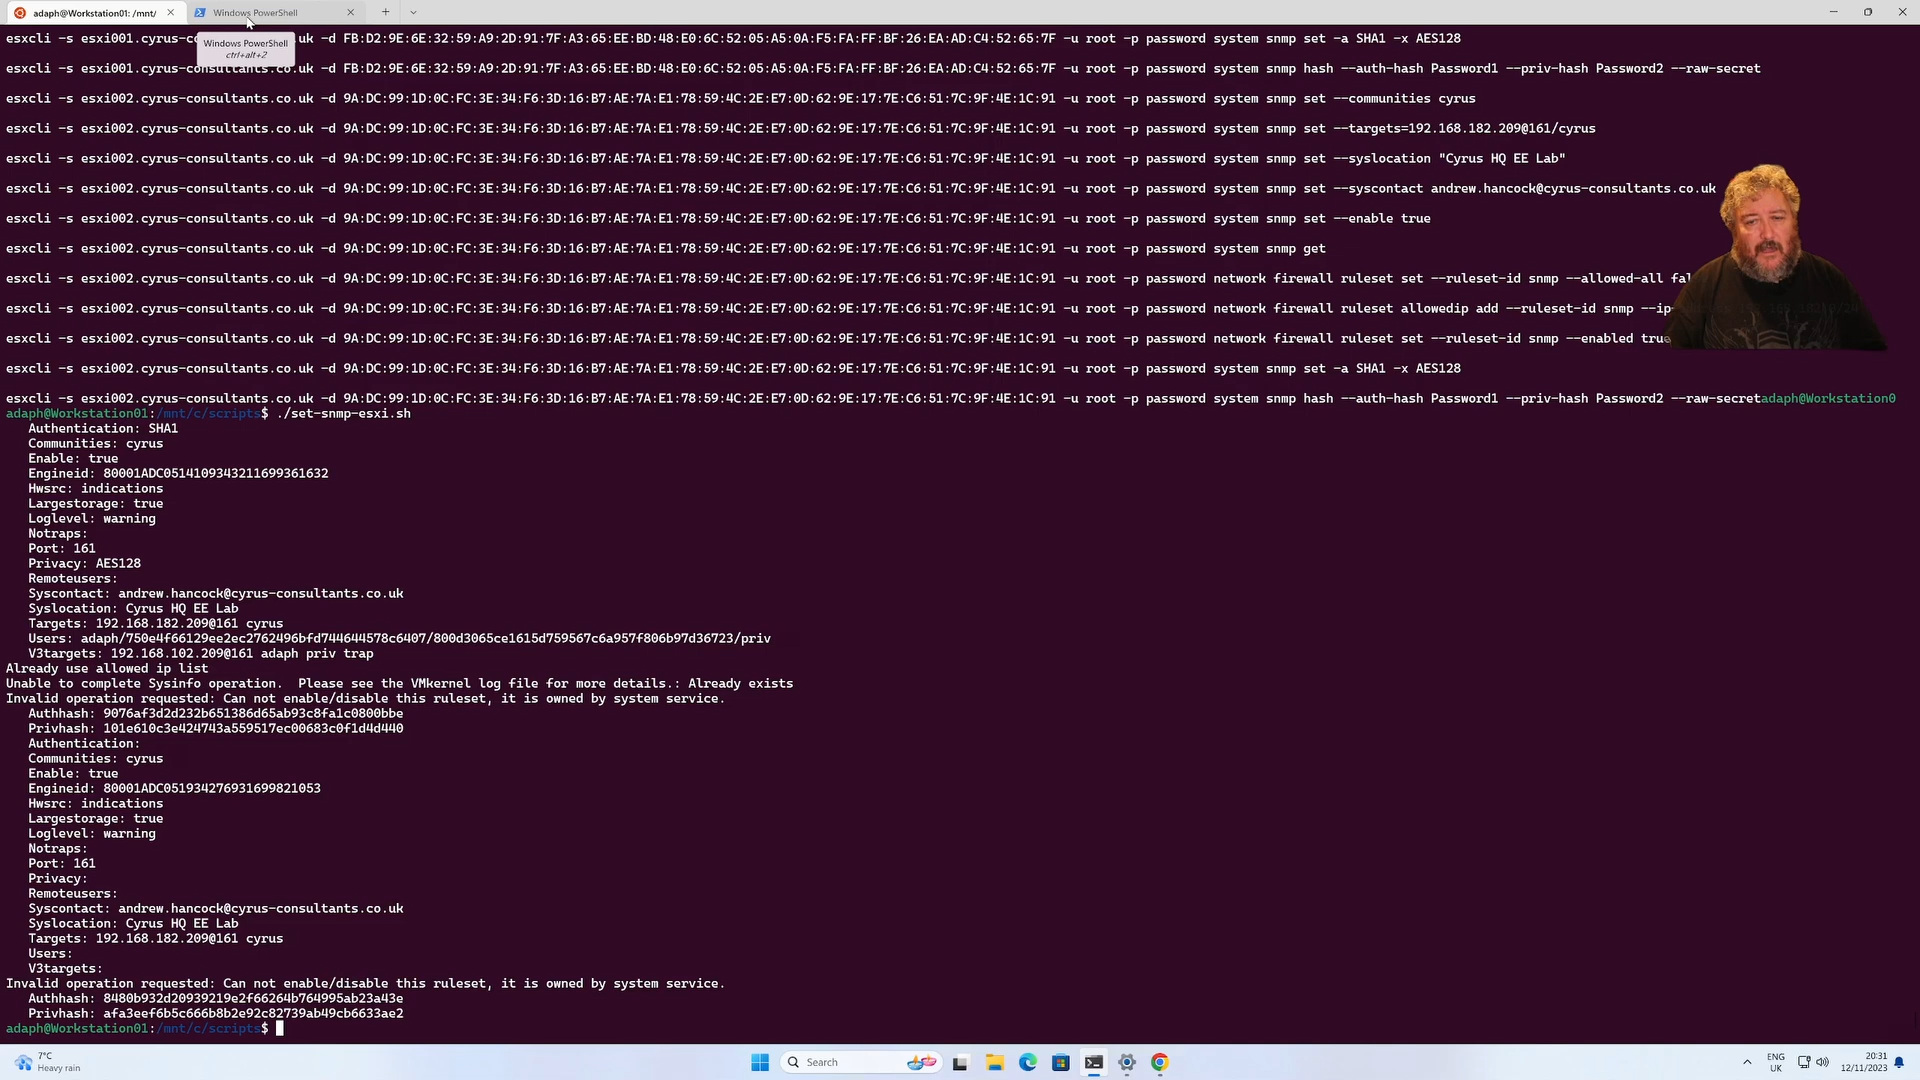 adaph@Workstation01: /mnt/
Windows PowerShell
Windows PowerShell
ctrl+alt+2
esxcli -s esxi001.cyrus-co uk -d FB:D2:9E:6E:32:59:A9:2D:91:7F:A3:65:EE:BD:48:E0:6C:52:05:A5:0A:F5:FA:FF:BF:26:EA:AD:C4:52:65:7F -u root -p password system snmp set -a SHA1 -x AES128
esxcli -s esxi001.cyrus-consultants.co.uk -d FB:D2:9E:6E:32:59:A9:2D:91:7F:A3:65:EE:BD:48:E0:6C:52:05:A5:0A:F5:FA:FF:BF:26:EA:AD:C4:52:65:7F -u root -p password system snmp hash --auth-hash Password1 --priv-hash Password2 --raw-secret
esxcli -s esxi002.cyrus-consultants.co.uk -d 9A:DC:99:1D:0C:FC:3E:34:F6:3D:16:B7:AE:7A:E1:78:59:4C:2E:E7:0D:62:9E:17:7E:C6:51:7C:9F:4E:1C:91 -u root -p password system snmp set --communities cyrus
esxcli -s esxi002.cyrus-consultants.co.uk -d 9A:DC:99:1D:0C:FC:3E:34:F6:3D:16:B7:AE:7A:E1:78:59:4C:2E:E7:0D:62:9E:17:7E:C6:51:7C:9F:4E:1C:91 -u root -p password system snmp set --targets=192.168.182.209@161/cyrus
esxcli -s esxi002.cyrus-consultants.co.uk -d 9A:DC:99:1D:0C:FC:3E:34:F6:3D:16:B7:AE:7A:E1:78:59:4C:2E:E7:0D:62:9E:17:7E:C6:51:7C:9F:4E:1C:91 -u root -p password system snmp set --syslocation "Cyrus HQ EE Lab"
esxcli -s esxi002.cyrus-consultants.co.uk -d 9A:DC:99:1D:0C:FC:3E:34:F6:3D:16:B7:AE:7A:E1:78:59:4C:2E:E7:0D:62:9E:17:7E:C6:51:7C:9F:4E:1C:91 -u root -p password system snmp set --syscontact andrew.hancock@cyrus-consultants.co.uk
esxcli -s esxi002.cyrus-consultants.co.uk -d 9A:DC:99:1D:0C:FC:3E:34:F6:3D:16:B7:AE:7A:E1:78:59:4C:2E:E7:0D:62:9E:17:7E:C6:51:7C:9F:4E:1C:91 -u root -p password system snmp set --enable true
esxcli -s esxi002.cyrus-consultants.co.uk -d 9A:DC:99:1D:0C:FC:3E:34:F6:3D:16:B7:AE:7A:E1:78:59:4C:2E:E7:0D:62:9E:17:7E:C6:51:7C:9F:4E:1C:91 -u root -p password system snmp get
esxcli -s esxi002.cyrus-consultants.co.uk -d 9A:DC:99:1D:0C:FC:3E:34:F6:3D:16:B7:AE:7A:E1:78:59:4C:2E:E7:0D:62:9E:17:7E:C6:51:7C:9F:4E:1C:91 -u root -p password network firewall ruleset set --ruleset-id snmp --allowed-all fal
esxcli -s esxi002.cyrus-consultants.co.uk -d 9A:DC:99:1D:0C:FC:3E:34:F6:3D:16:B7:AE:7A:E1:78:59:4C:2E:E7:0D:62:9E:17:7E:C6:51:7C:9F:4E:1C:91 -u root -p password network firewall ruleset allowedip add --ruleset-id snmp --ip-
esxcli -s esxi002.cyrus-consultants.co.uk -d 9A:DC:99:1D:0C:FC:3E:34:F6:3D:16:B7:AE:7A:E1:78:59:4C:2E:E7:0D:62:9E:17:7E:C6:51:7C:9F:4E:1C:91 -u root -p password network firewall ruleset set --ruleset-id snmp --enabled true
esxcli -s esxi002.cyrus-consultants.co.uk -d 9A:DC:99:1D:0C:FC:3E:34:F6:3D:16:B7:AE:7A:E1:78:59:4C:2E:E7:0D:62:9E:17:7E:C6:51:7C:9F:4E:1C:91 -u root -p password system snmp set -a SHA1 -x AES128
esxcli -s esxi002.cyrus-consultants.co.uk -d 9A:DC:99:1D:0C:FC:3E:34:F6:3D:16:B7:AE:7A:E1:78:59:4C:2E:E7:0D:62:9E:17:7E:C6:51:7C:9F:4E:1C:91 -u root -p password system snmp hash --auth-hash Password1 --priv-hash Password2 --raw-secretadaph@Workstation0
adaph@Workstation01:/mnt/c/scripts$ ./set-snmp-esxi.sh
Authentication: SHA1
Communities: cyrus
Enable: true
Engineid: 80001ADC0514109343211699361632
Hwsrc: indications
Largestorage: true
Loglevel: warning
Notraps:
Port: 161
Privacy: AES128
Remoteusers:
Syscontact: andrew.hancock@cyrus-consultants.co.uk
Syslocation: Cyrus HQ EE Lab
Targets: 192.168.182.209@161 cyrus
Users: adaph/750e4f66129ee2ec2762496bfd744644578c6407/800d3065ce1615d759567c6a957f806b97d36723/priv
V3targets: 192.168.102.209@161 adaph priv trap
Already use allowed ip list
Unable to complete Sysinfo operation.  Please see the VMkernel log file for more details.: Already exists
Invalid operation requested: Can not enable/disable this ruleset, it is owned by system service.
Authhash: 9076af3d2d232b651386d65ab93c8fa1c0800bbe
Privhash: 101e610c3e424743a559517ec00683c0f1d4d440
Authentication:
Communities: cyrus
Enable: true
Engineid: 80001ADC051934276931699821053
Hwsrc: indications
Largestorage: true
Loglevel: warning
Notraps:
Port: 161
Privacy:
Remoteusers:
Syscontact: andrew.hancock@cyrus-consultants.co.uk
Syslocation: Cyrus HQ EE Lab
Targets: 192.168.182.209@161 cyrus
Users:
V3targets:
Invalid operation requested: Can not enable/disable this ruleset, it is owned by system service.
Authhash: 8480b932d20939219e2f66264b764995ab23a43e
Privhash: afa3eef6b5c666b8b2e92c82739ab49cb6633ae2
adaph@Workstation01:/mnt/c/scripts$
7°C
Heavy rain
Search
ENG
UK
20:31
12/11/2023